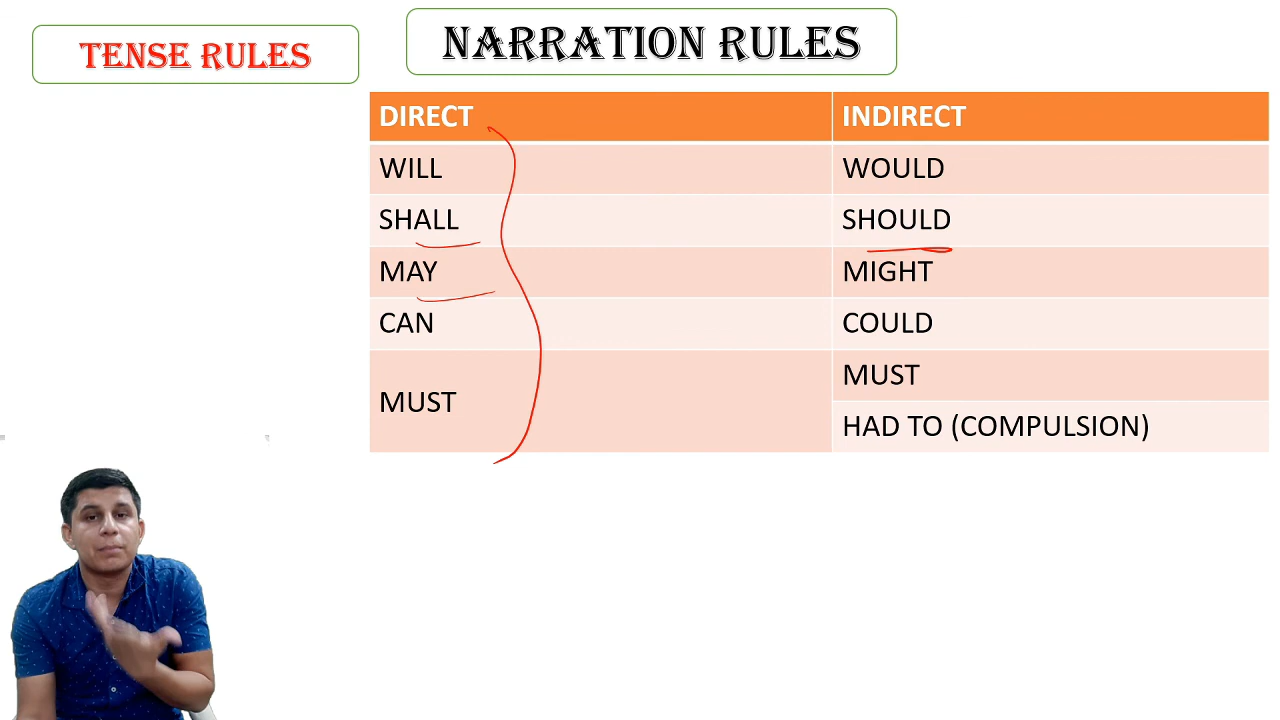 TENSE RULES
NARRATION RULES
DIRECT INDIRECT
WILL WOULD
SHALL SHOULD
MAY MIGHT
CAN COULD
MUST MUST
HAD TO (COMPULSION)